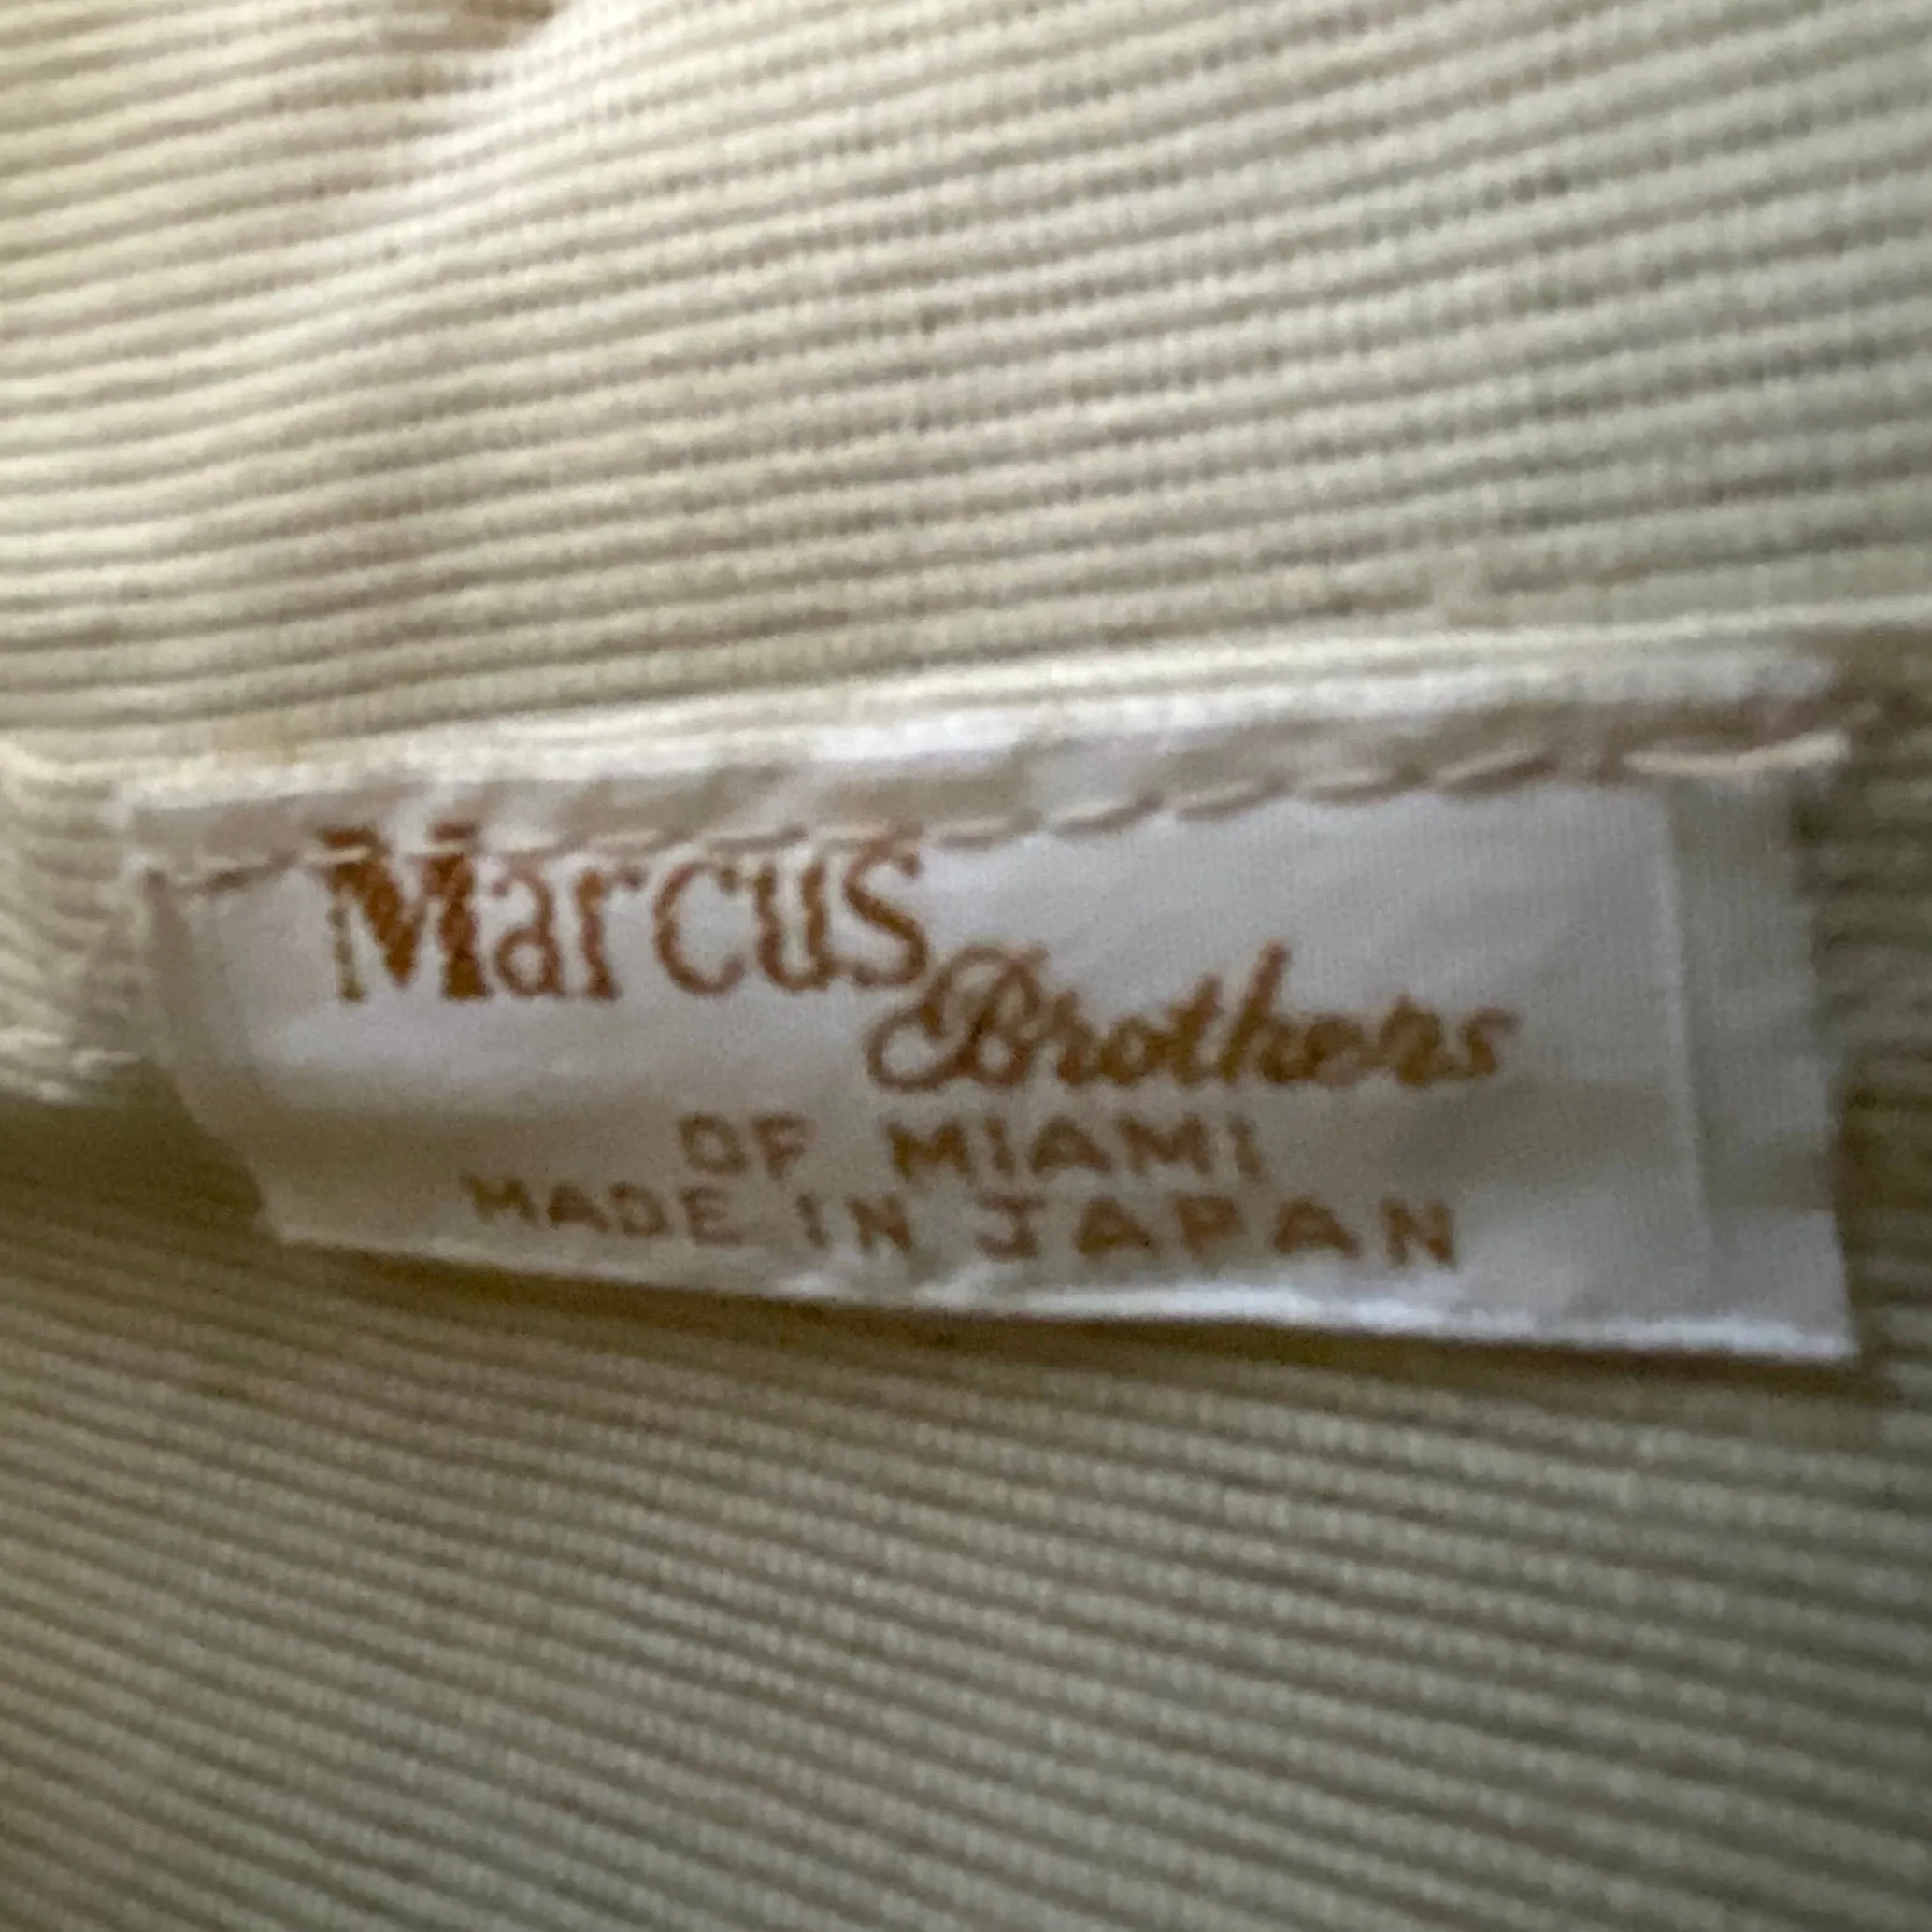 Marcus
Brothers
OF MIAMI
MADE IN JAPAN